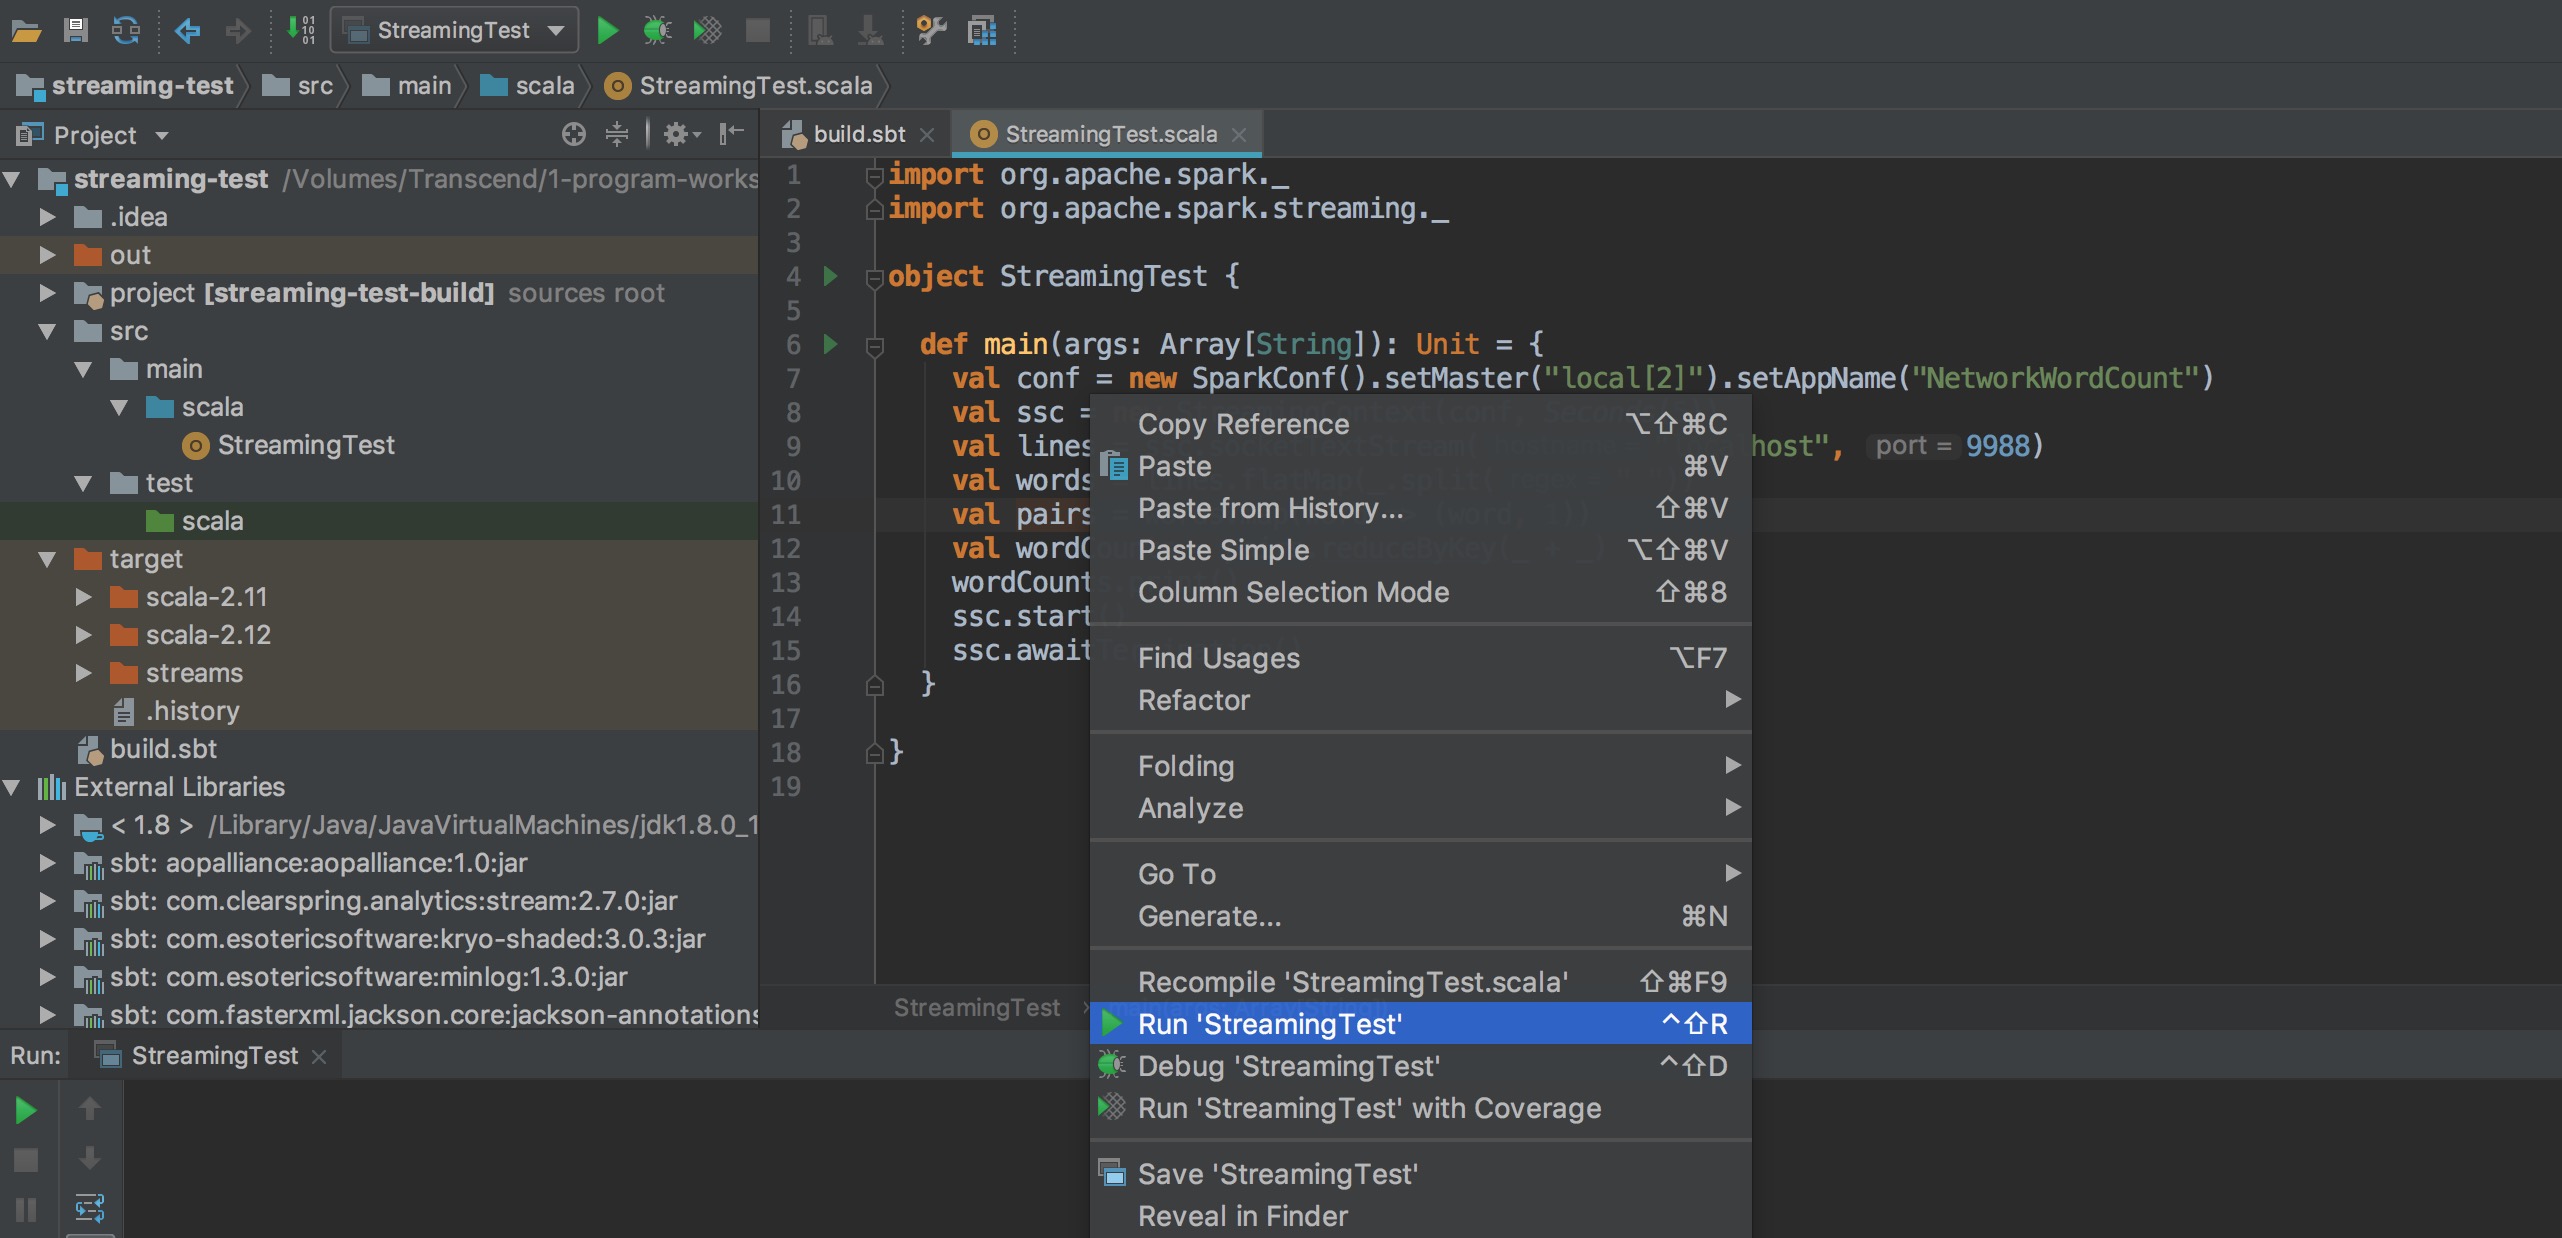 StreamingTest
streaming-test src main scala StreamingTest.scala
Project
build.sbt
StreamingTest.scala
streaming-test /Volumes/Transcend/1-program-works
.idea
out
project [streaming-test-build] sources root
src
main
scala
StreamingTest
test
scala
target
scala-2.11
scala-2.12
streams
.history
build.sbt
External Libraries
< 1.8 > /Library/Java/JavaVirtualMachines/jdk1.8.0_1
sbt: aopalliance:aopalliance:1.0:jar
sbt: com.clearspring.analytics:stream:2.7.0:jar
sbt: com.esotericsoftware:kryo-shaded:3.0.3:jar
sbt: com.esotericsoftware:minlog:1.3.0:jar
sbt: com.fasterxml.jackson.core:jackson-annotations
1 import org.apache.spark._
2 import org.apache.spark.streaming._
3
4 object StreamingTest {
5
6 def main(args: Array[String]): Unit = {
7 val conf = new SparkConf().setMaster("local[2]").setAppName("NetworkWordCount")
8 val ssc =
9 val lines host", port = 9988)
10 val words
11 val pairs
12 val wordCo
13 wordCounts
14 ssc.start(
15 ssc.await
16 }
17
18 }
19
StreamingTest
Copy Reference ⌥⇧⌘C
Paste ⌘V
Paste from History... ⇧⌘V
Paste Simple ⌥⇧⌘V
Column Selection Mode ⇧⌘8
Find Usages ⌥F7
Refactor
Folding
Analyze
Go To
Generate... ⌘N
Recompile 'StreamingTest.scala' ⇧⌘F9
Run 'StreamingTest' ^⇧R
Debug 'StreamingTest' ^⇧D
Run 'StreamingTest' with Coverage
Save 'StreamingTest'
Reveal in Finder
Run: StreamingTest